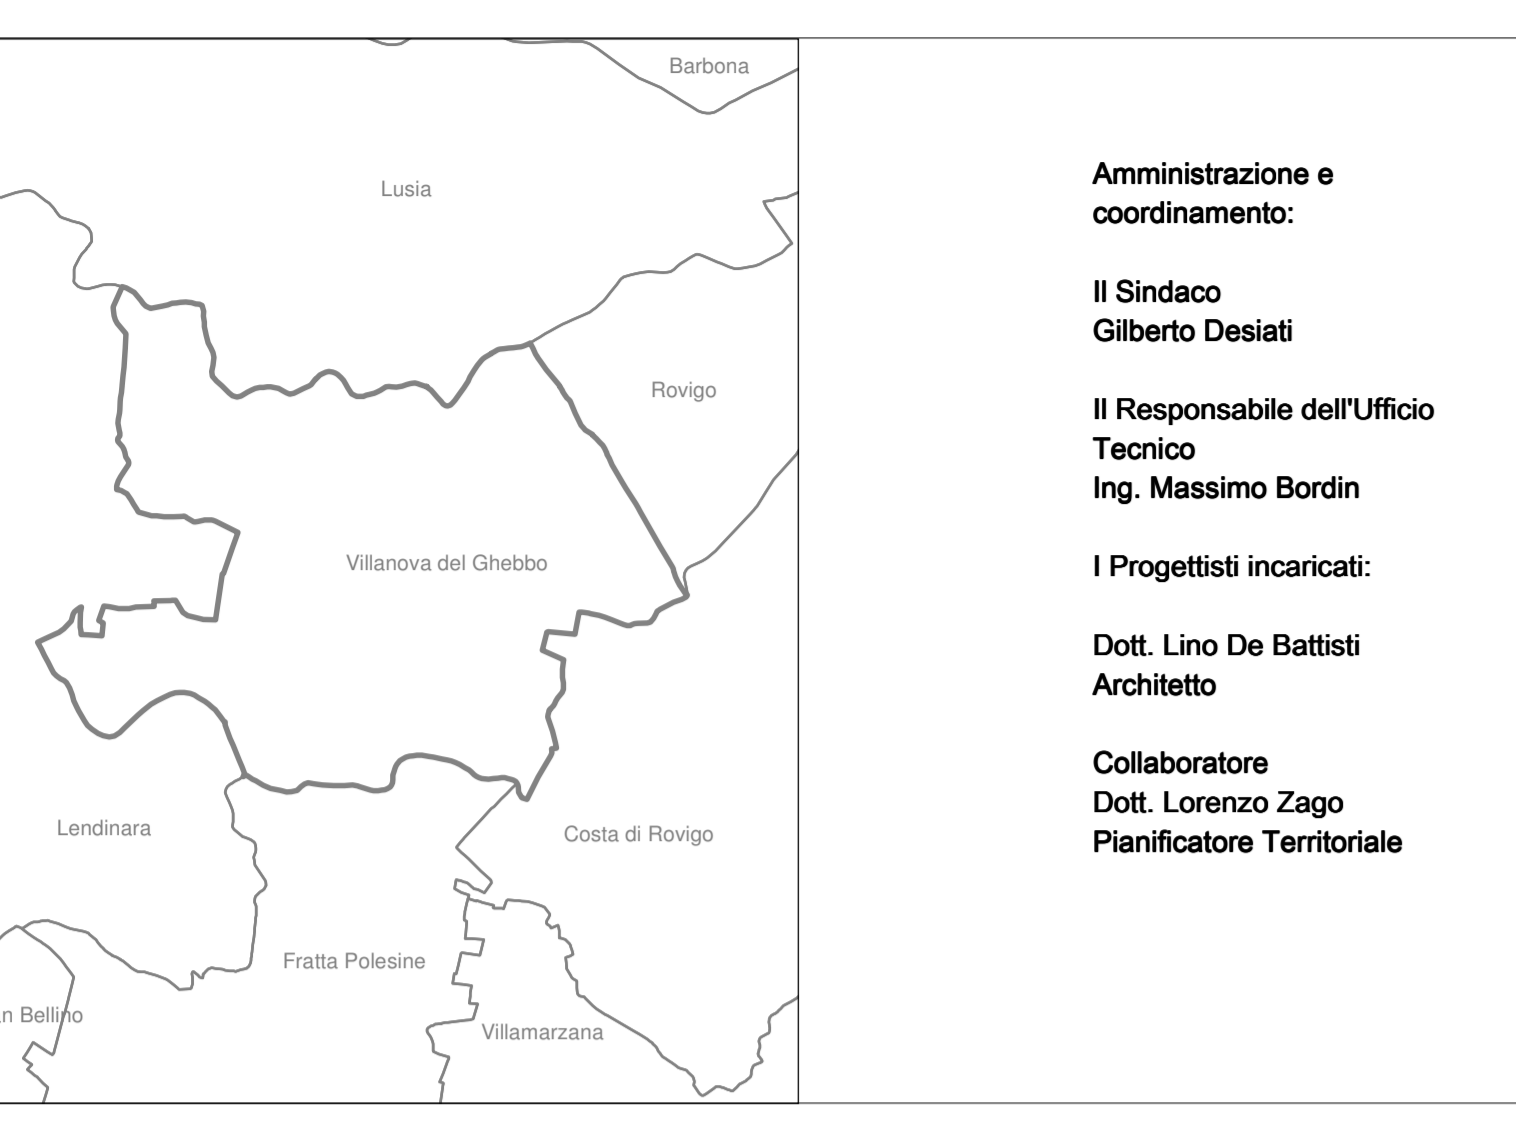 Barbona
Lusia
Rovigo
Villanova del Ghebbo
Lendinara
Costa di Rovigo
Fratta Polesine
n Bellino
Villamarzana
Amministrazione e
coordinamento:
Il Sindaco
Gilberto Desiati
Il Responsabile dell'Ufficio
Tecnico
Ing. Massimo Bordin
I Progettisti incaricati:
Dott. Lino De Battisti
Architetto
Collaboratore
Dott. Lorenzo Zago
Pianificatore Territoriale